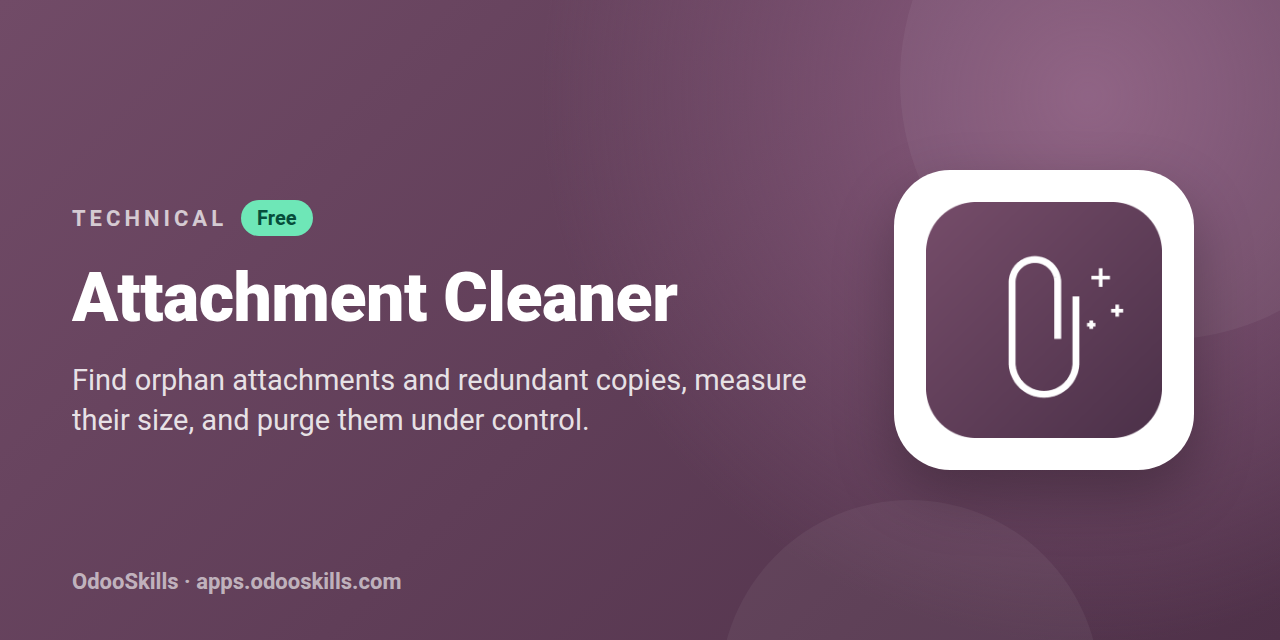 TECHNICAL Free
Attachment Cleaner
Find orphan attachments and redundant copies, measure
their size, and purge them under control.
OdooSkills · apps.odooskills.com